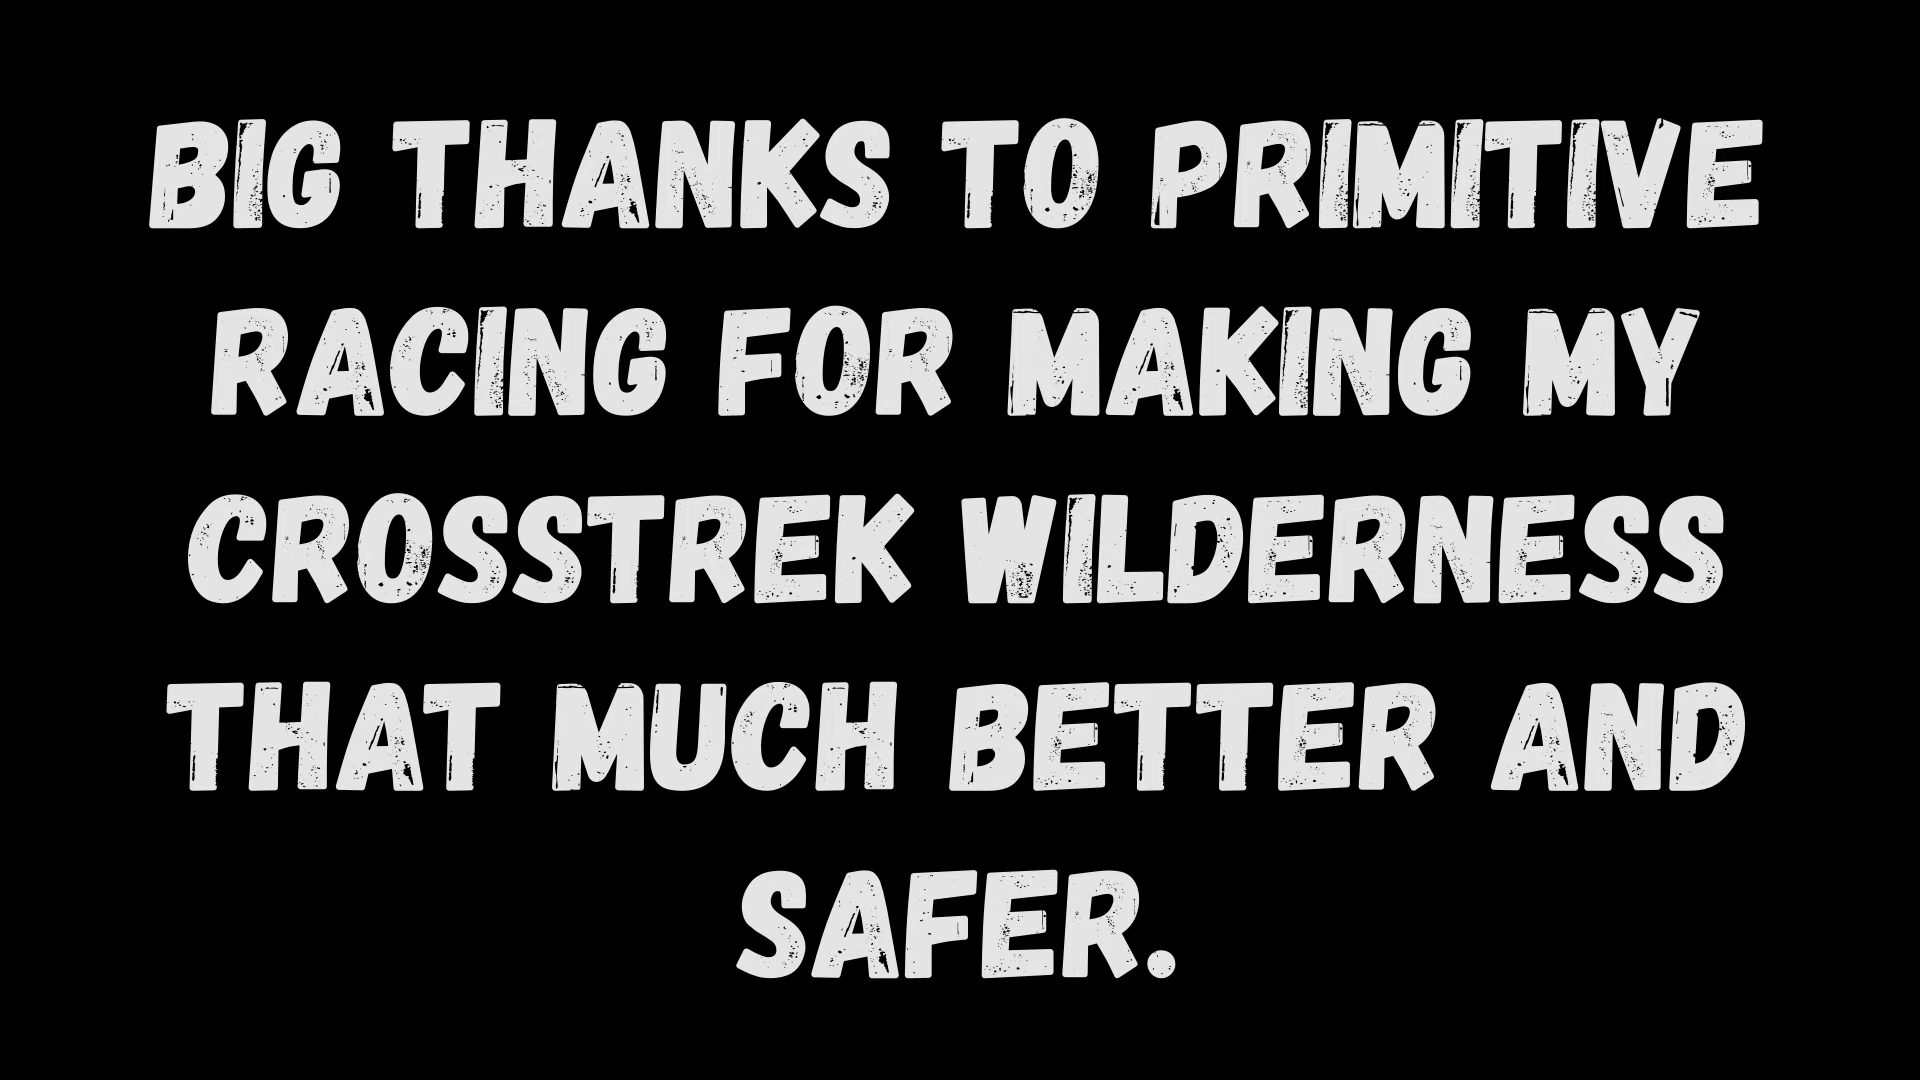 BIG THANKS TO PRIMITIVE
RACING FOR MAKING MY
CROSSTREK WILDERNESS
THAT MUCH BETTER AND
SAFER.